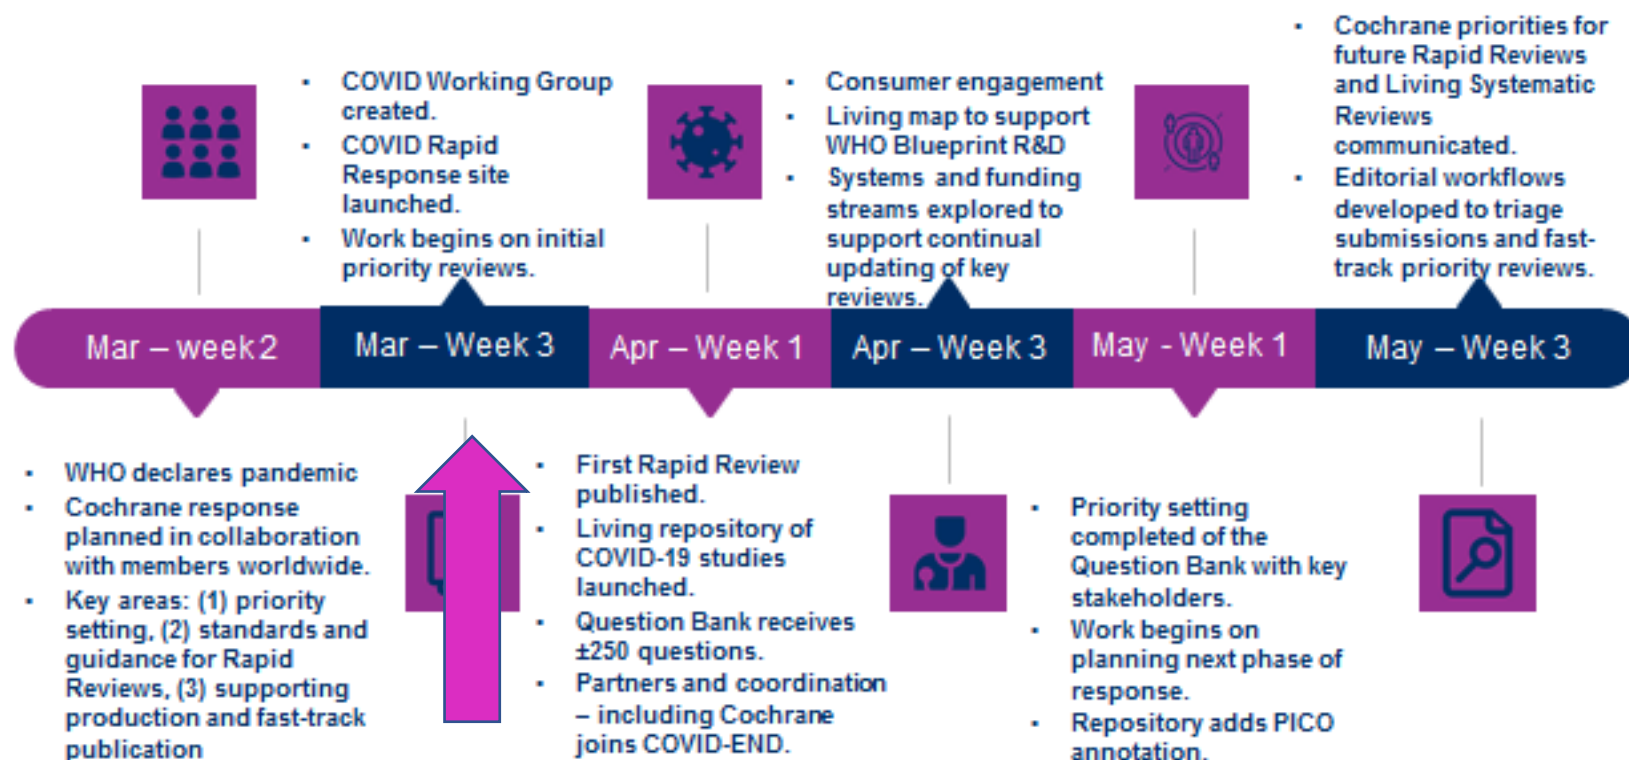 ▪ COVID Working Group
created.
▪ COVID Rapid
Response site
launched.
▪ Work begins on initial
priority reviews.
▪ Consumer engagement
▪ Living map to support
WHO Blueprint R&D
▪ Systems and funding
streams explored to
support continual
updating of key
reviews.
▪ Cochrane priorities for
future Rapid Reviews
and Living Systematic
Reviews
communicated.
▪ Editorial workflows
developed to triage
submissions and fast-
track priority reviews.
Mar – week 2
Mar – Week 3
Apr – Week 1
Apr – Week 3
May - Week 1
May – Week 3
▪ WHO declares pandemic
▪ Cochrane response
planned in collaboration
with members worldwide.
▪ Key areas: (1) priority
setting, (2) standards and
guidance for Rapid
Reviews, (3) supporting
production and fast-track
publication
▪ First Rapid Review
published.
▪ Living repository of
COVID-19 studies
launched.
▪ Question Bank receives
±250 questions.
▪ Partners and coordination
– including Cochrane
joins COVID-END.
▪ Priority setting
completed of the
Question Bank with key
stakeholders.
▪ Work begins on
planning next phase of
response.
▪ Repository adds PICO
annotation.